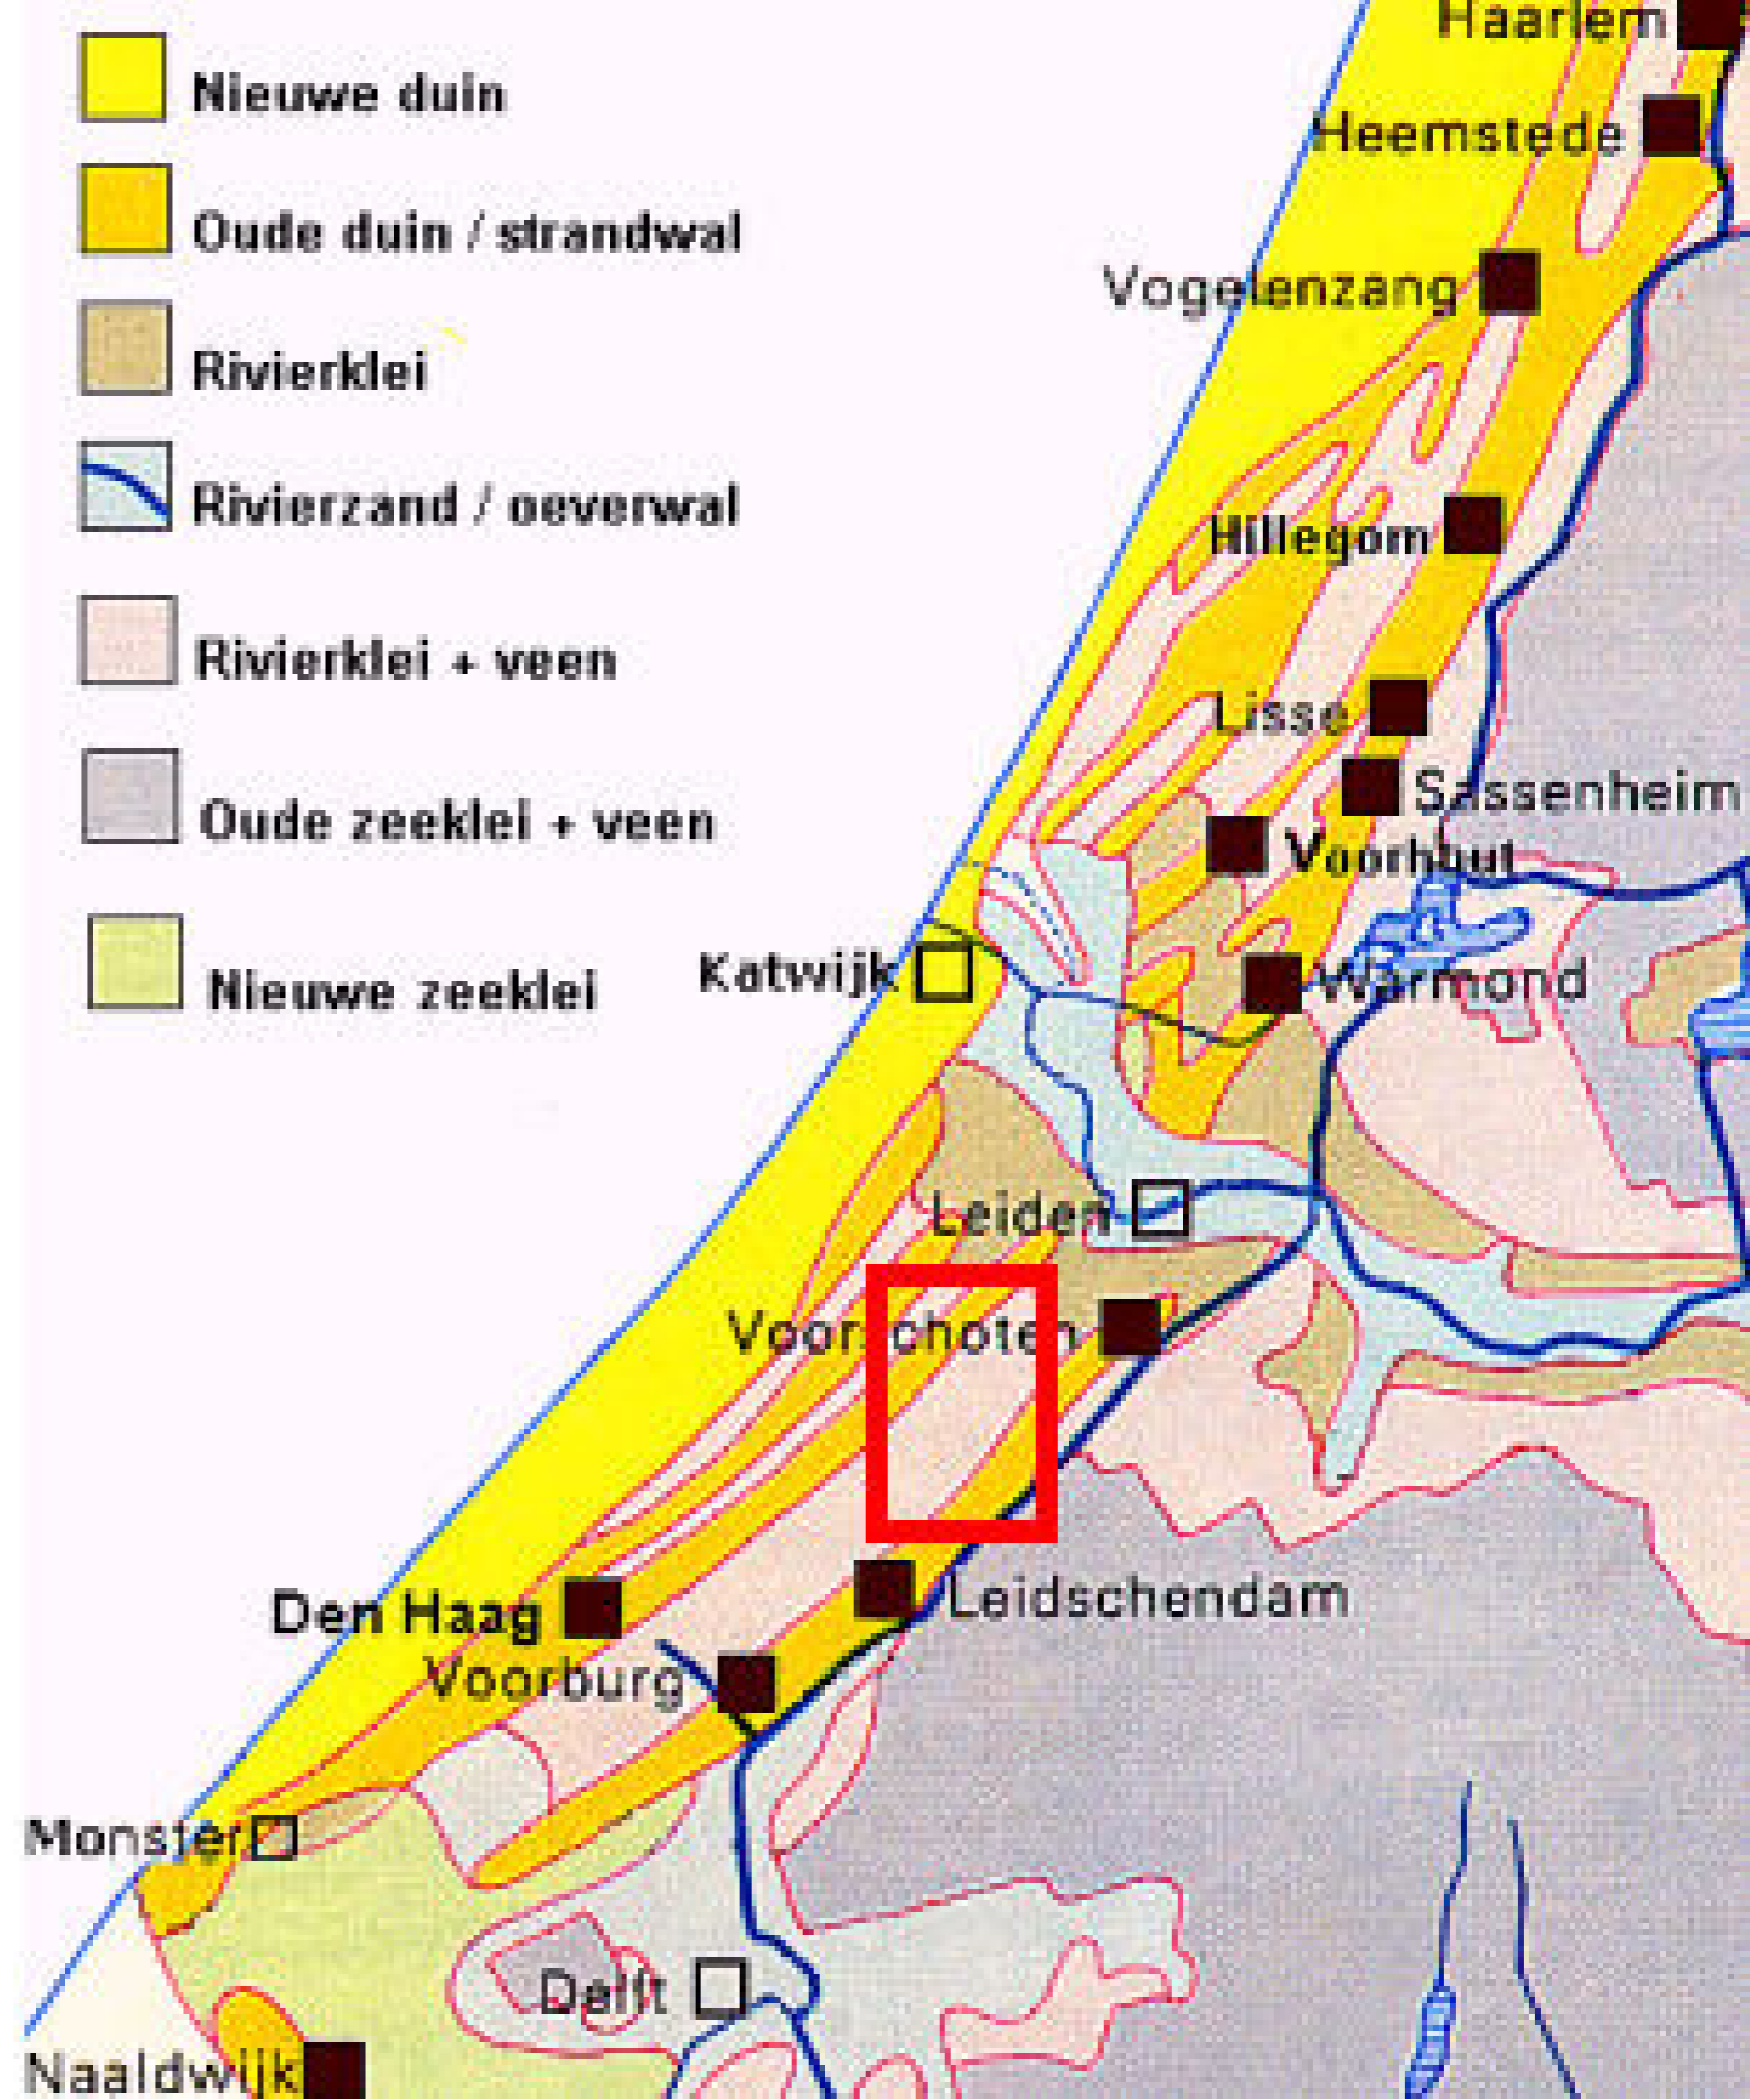 Nieuwe duin
Oude duin / strandwal
Rivierklei
Rivierzand / oeverwal
Rivierklei + veen
Oude zeeklei + veen
Nieuwe zeeklei
Haarlem
Heemstede
Vogelenzang
Hillegom
Lisse
Sassenheim
Voorhout
Katwijk
Warmond
Leiden
Voorschoten
Den Haag
Leidschendam
Voorburg
Monster
Delft
Naaldwijk